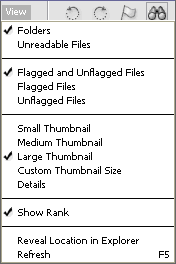 View
Folders
Unreadable Files
Flagged and Unflagged Files
Flagged Files
Unflagged Files
Small Thumbnail
Medium Thumbnail
Large Thumbnail
Custom Thumbnail Size
Details
Show Rank
Reveal Location in Explorer
Refresh F5